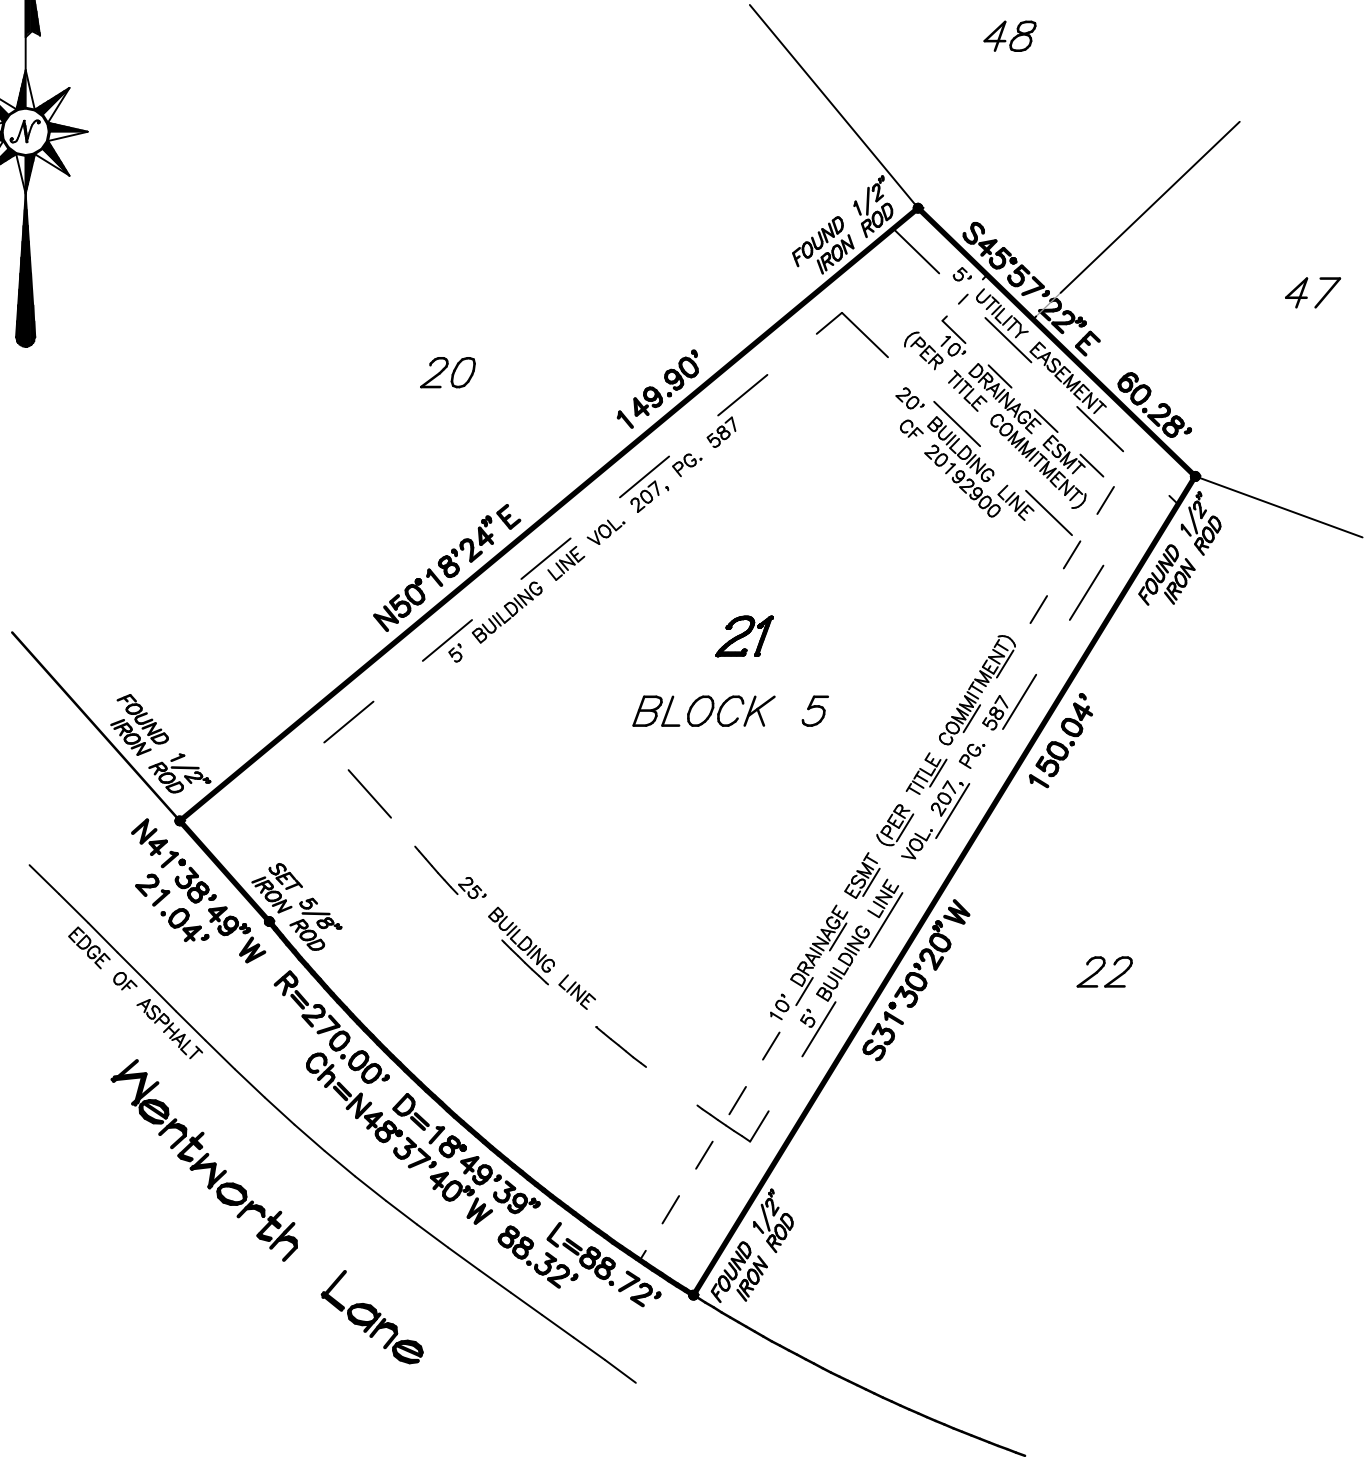 48
N
FOUND 1/2"
IRON ROD
S45°57'22"E
60.28'
47
5' UTILITY EASEMENT
10' DRAINAGE ESMT
(PER TITLE COMMITMENT)
20' BUILDING LINE
CF 20192900
20
149.90'
N50°18'24"E
5' BUILDING LINE VOL. 207, PG. 587
FOUND 1/2"
IRON ROD
21
BLOCK 5
10' DRAINAGE ESMT (PER TITLE COMMITMENT)
5' BUILDING LINE VOL. 207, PG. 587
150.04'
S31°30'20"W
22
FOUND 1/2"
IRON ROD
N41°38'49"W
21.04'
SET 5/8"
IRON ROD
25' BUILDING LINE
EDGE OF ASPHALT
R=270.00' D=18°49'39" L=88.72'
Ch=N48°37'40"W 88.32'
FOUND 1/2"
IRON ROD
Wentworth Lane